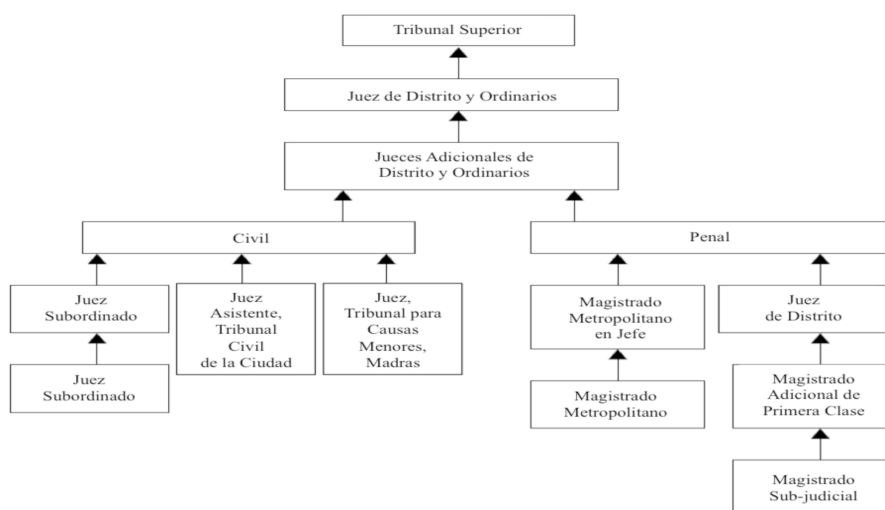 Tribunal Superior
Juez de Distrito y Ordinarios
Jueces Adicionales de
Distrito y Ordinarios
Civil
Penal
Juez
Subordinado
Juez
Asistente,
Tribunal
Civil
de la Ciudad
Juez,
Tribunal para
Causas
Menores,
Madras
Magistrado
Metropolitano
en Jefe
Juez
de Distrito
Juez
Subordinado
Magistrado
Metropolitano
Magistrado
Adicional de
Primera Clase
Magistrado
Sub-judicial